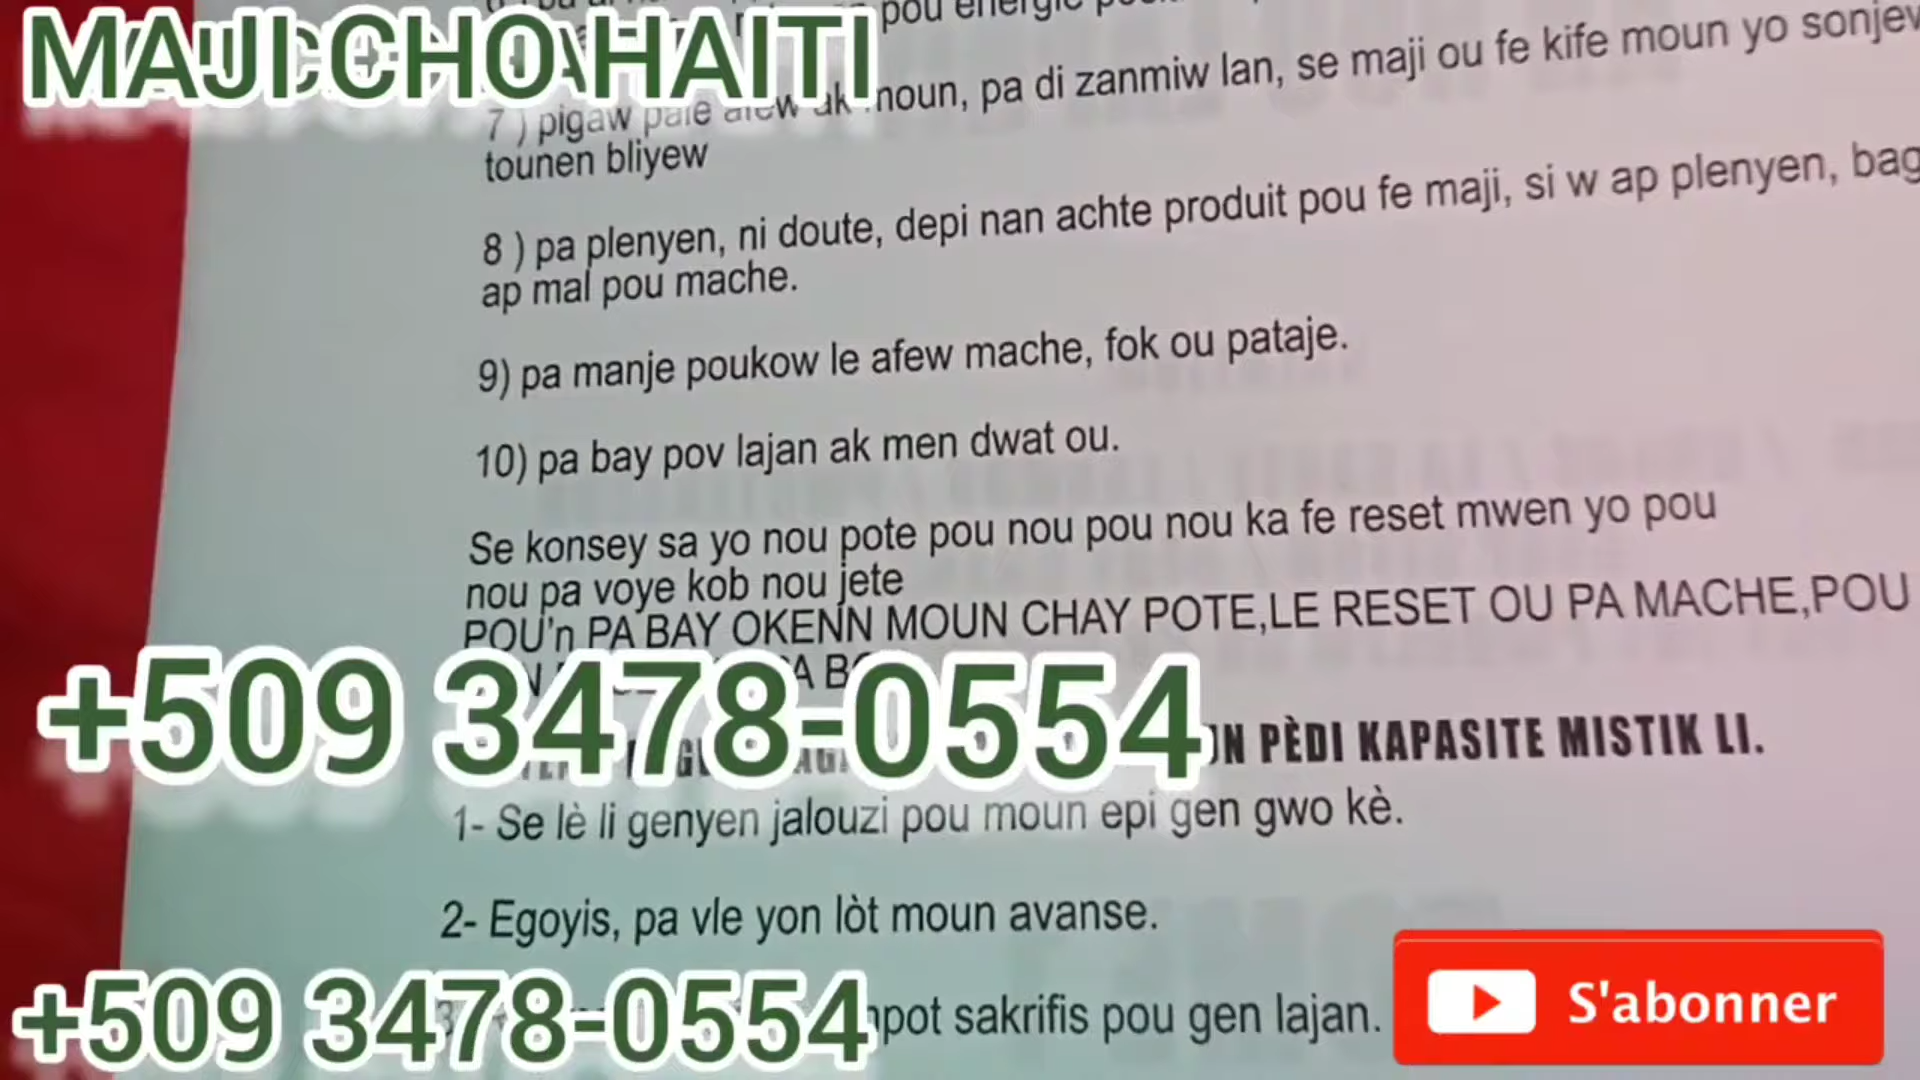 MAJI CHO HAITI
pou energie
7 ) pigaw pale afew ak moun, pa di zanmiw lan, se maji ou fe kife moun yo sonjew
tounen bliyew
8 ) pa plenyen, ni doute, depi nan achte produit pou fe maji, si w ap plenyen, bag
ap mal pou mache.
9) pa manje poukow le afew mache, fok ou pataje.
10) pa bay pov lajan ak men dwat ou.
Se konsey sa yo nou pote pou nou pou nou ka fe reset mwen yo pou
nou pa voye kob nou jete
POU'n PA BAY OKENN MOUN CHAY POTE,LE RESET OU PA MACHE,POU
+509 3478-0554
PÈDI KAPASITE MISTIK LI.
1- Se lè li genyen jalouzi pou moun epi gen gwo kè.
2- Egoyis, pa vle yon lòt moun avanse.
+509 3478-0554
sakrifis pou gen lajan.
S'abonner